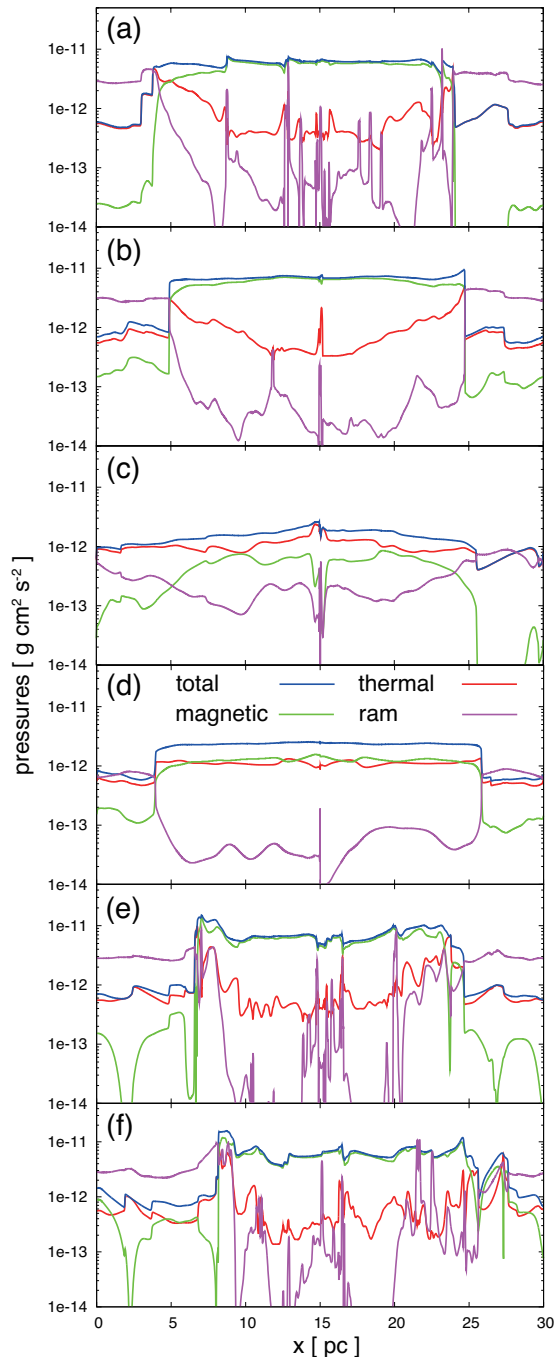 (a)
1e-11
1e-12
1e-13
1e-14
(b)
1e-11
1e-12
1e-13
1e-14
(c)
1e-11
1e-12
1e-13
1e-14
pressures [ g cm² s⁻² ]
(d)
total thermal
magnetic ram
1e-11
1e-12
1e-13
1e-14
(e)
1e-11
1e-12
1e-13
1e-14
(f)
1e-11
1e-12
1e-13
1e-14
0 5 10 15 20 25 30
x [ pc ]